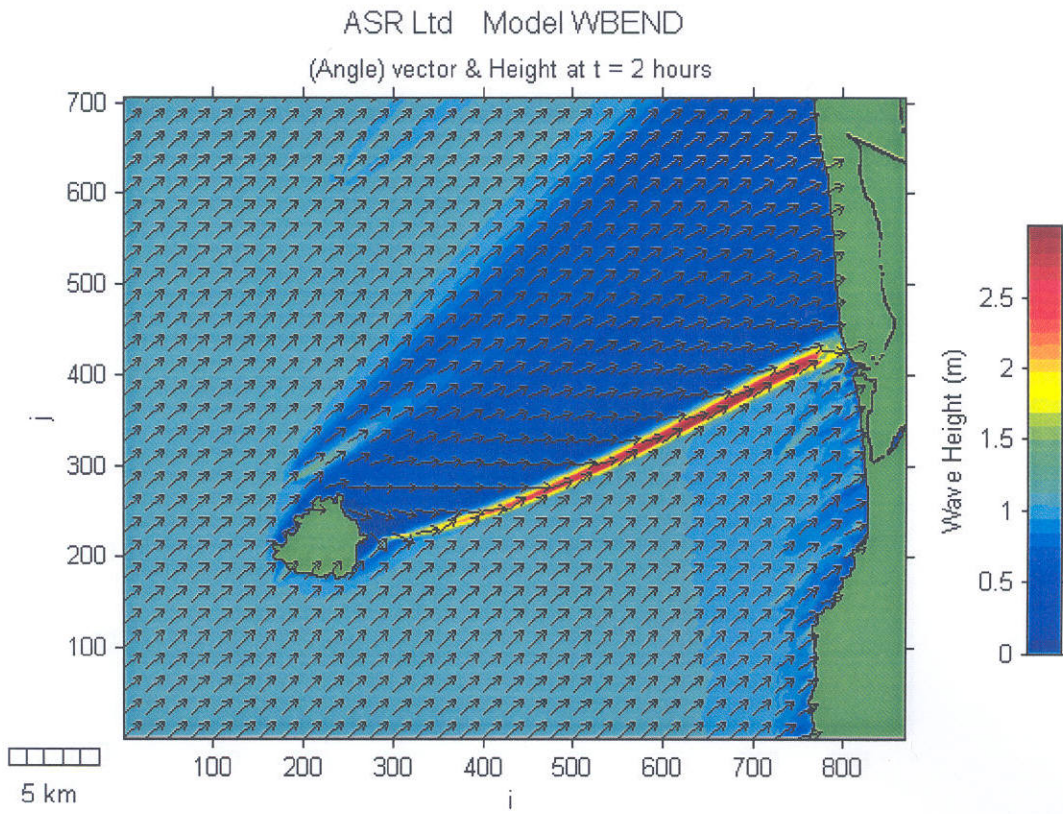 ASR Ltd Model WBEND
(Angle) vector & Height at t = 2 hours
700
600
500
400
300
200
100
j
100 200 300 400 500 600 700 800
i
5 km
2.5
2
1.5
1
0.5
0
Wave Height (m)